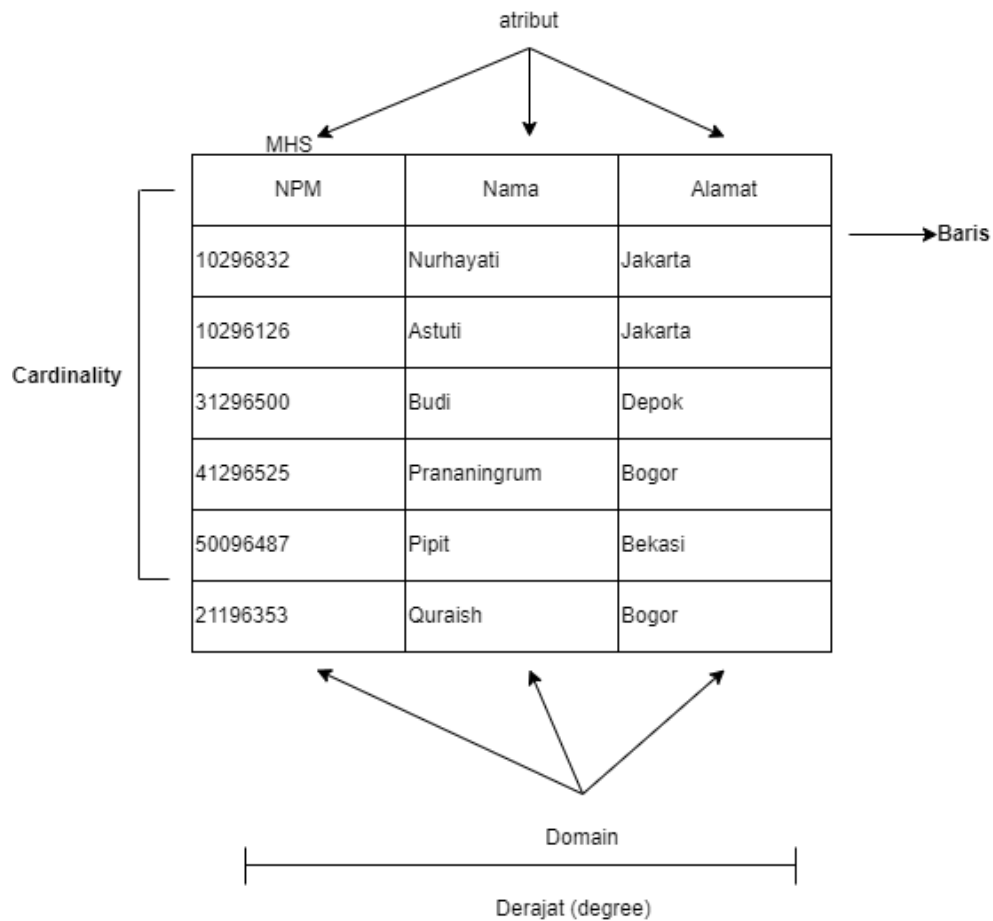 atribut
MHS
NPM Nama Alamat
Baris
10296832 Nurhayati Jakarta
10296126 Astuti Jakarta
Cardinality
31296500 Budi Depok
41296525 Prananingrum Bogor
50096487 Pipit Bekasi
21196353 Quraish Bogor
Domain
Derajat (degree)